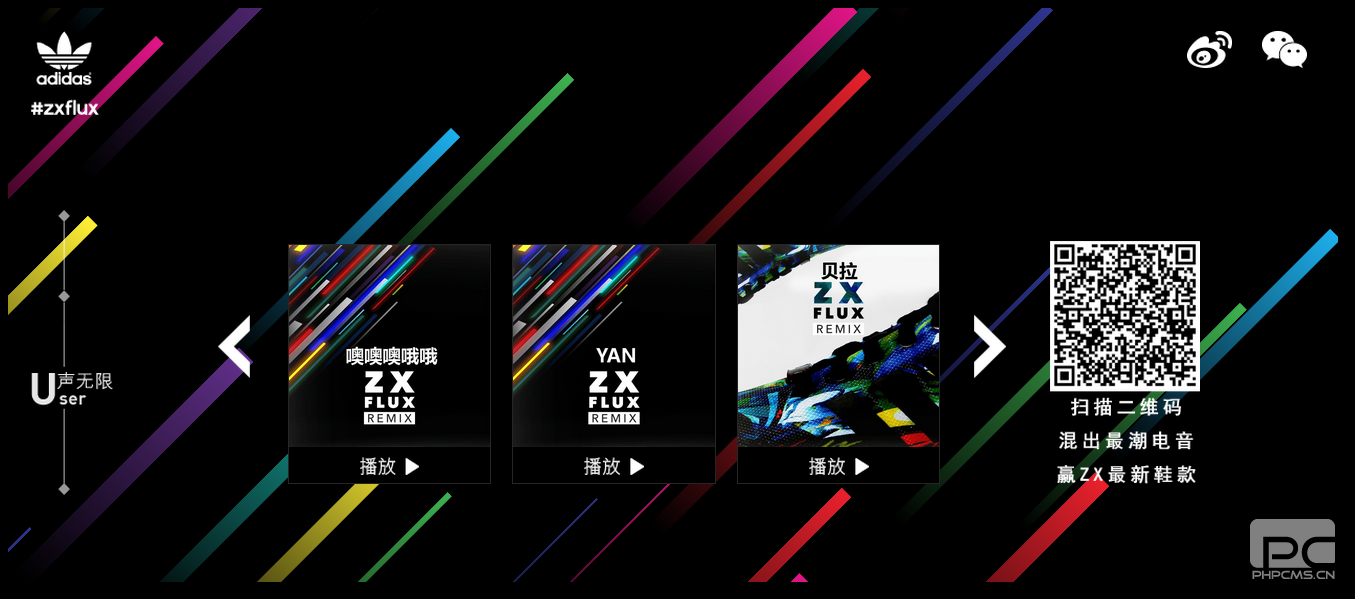 adidas
#zxflux
U声无限
ser
噢噢噢哦哦
ZX
FLUX
REMIX
播放
YAN
ZX
FLUX
REMIX
播放
贝拉
ZX
FLUX
REMIX
播放
扫描二维码
混出最潮电音
赢ZX最新鞋款
PC
PHPCMS.CN